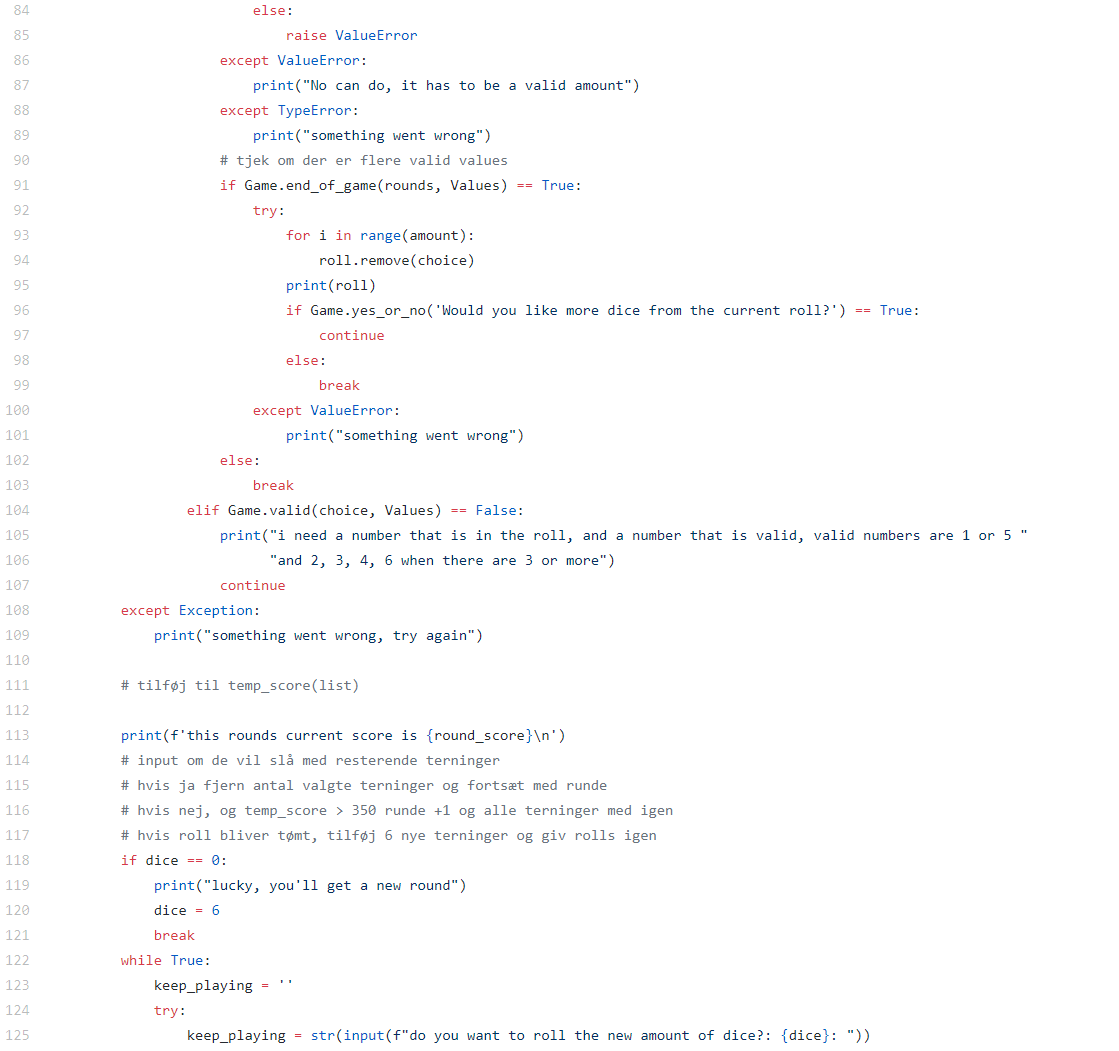 84 else:
85 raise ValueError
86 except ValueError:
87 print("No can do, it has to be a valid amount")
88 except TypeError:
89 print("something went wrong")
90 # tjek om der er flere valid values
91 if Game.end_of_game(rounds, Values) == True:
92 try:
93 for i in range(amount):
94 roll.remove(choice)
95 print(roll)
96 if Game.yes_or_no('Would you like more dice from the current roll?') == True:
97 continue
98 else:
99 break
100 except ValueError:
101 print("something went wrong")
102 else:
103 break
104 elif Game.valid(choice, Values) == False:
105 print("i need a number that is in the roll, and a number that is valid, valid numbers are 1 or 5 "
106 "and 2, 3, 4, 6 when there are 3 or more")
107 continue
108 except Exception:
109 print("something went wrong, try again")
110
111 # tilføj til temp_score(list)
112
113 print(f'this rounds current score is {round_score}\n')
114 # input om de vil slå med resterende terninger
115 # hvis ja fjern antal valgte terninger og fortsæt med runde
116 # hvis nej, og temp_score > 350 runde +1 og alle terninger med igen
117 # hvis roll bliver tømt, tilføj 6 nye terninger og giv rolls igen
118 if dice == 0:
119 print("lucky, you'll get a new round")
120 dice = 6
121 break
122 while True:
123 keep_playing = ''
124 try:
125 keep_playing = str(input(f"do you want to roll the new amount of dice?: {dice}: "))